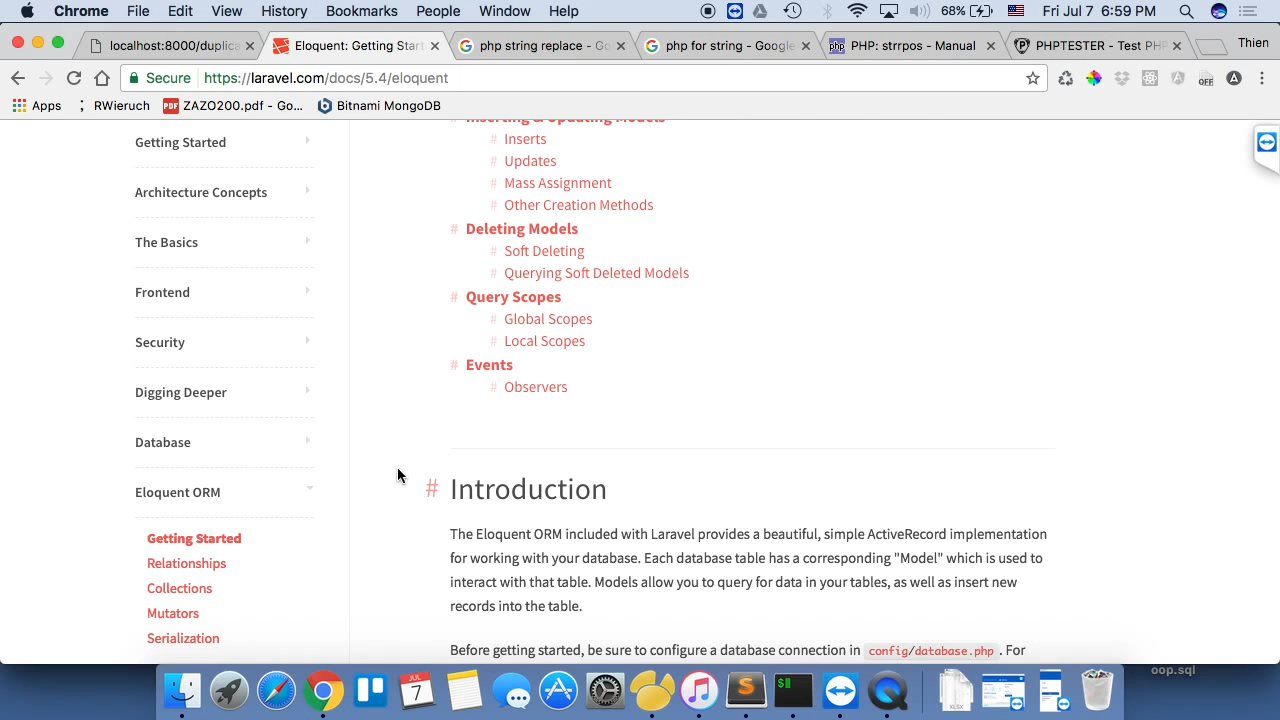 Chrome File Edit View History Bookmarks People Window Help 68% Fri Jul 7 6:59 PM
localhost:8000/duplica Eloquent: Getting Star php string replace - Go php for string - Google PHP: strrpos - Manual PHPTESTER - Test PHP Thien
Secure https://laravel.com/docs/5.4/eloquent
Apps RWieruch PDF ZAZO200.pdf - Go... Bitnami MongoDB
Inserting & Updating Models
# Inserts
# Updates
# Mass Assignment
# Other Creation Methods
# Deleting Models
# Soft Deleting
# Querying Soft Deleted Models
# Query Scopes
# Global Scopes
# Local Scopes
# Events
# Observers
Getting Started
Architecture Concepts
The Basics
Frontend
Security
Digging Deeper
Database
Eloquent ORM
Getting Started
Relationships
Collections
Mutators
Serialization
# Introduction
The Eloquent ORM included with Laravel provides a beautiful, simple ActiveRecord implementation
for working with your database. Each database table has a corresponding "Model" which is used to
interact with that table. Models allow you to query for data in your tables, as well as insert new
records into the table.
Before getting started, be sure to configure a database connection in config/database.php . For
oop.sql
JUL
7
XLSX